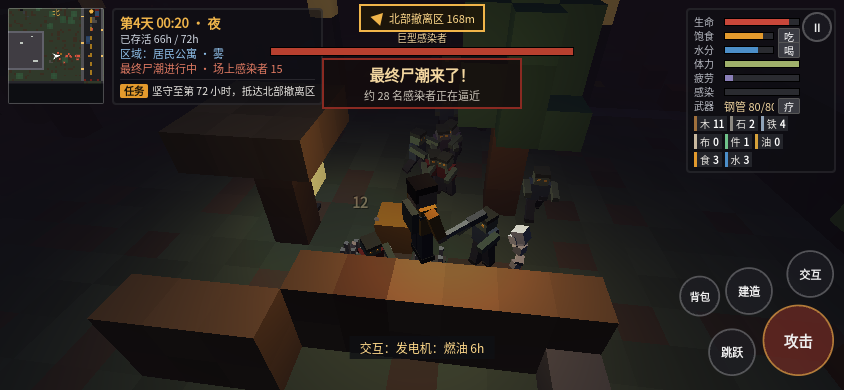 北
第4天 00:20 · 夜
已存活 66h / 72h
区域：居民公寓 · 雾
最终尸潮进行中 · 场上感染者 15
任务 坚守至第 72 小时，抵达北部撤离区
北部撤离区 168m
巨型感染者
最终尸潮来了！
约 28 名感染者正在逼近
生命
饱食 吃
水分 喝
体力
疲劳
感染
武器 钢管 80/80 疗
木 11 石 2 铁 4
布 0 件 1 油 0
食 3 水 3
12
交互
建造
背包
攻击
跳跃
交互：发电机：燃油 6h